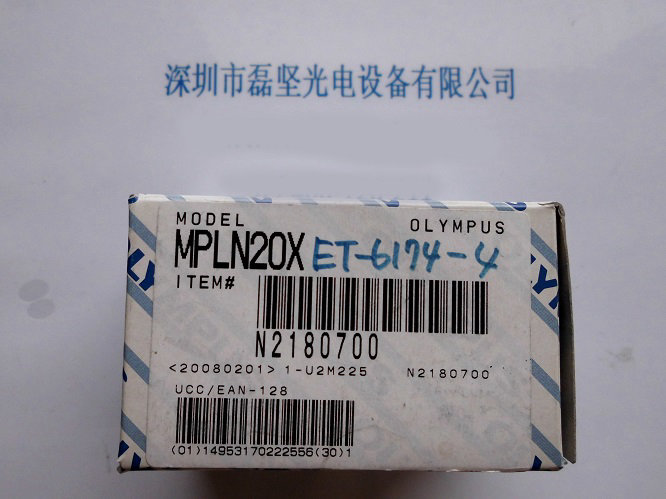 深圳市磊坚光电设备有限公司
MODEL OLYMPUS
MPLN20X ET-6174-4
ITEM#
N2180700
<20080201> 1-U2M225 N2180700
UCC/EAN-128
(01)14953170222556(30)1